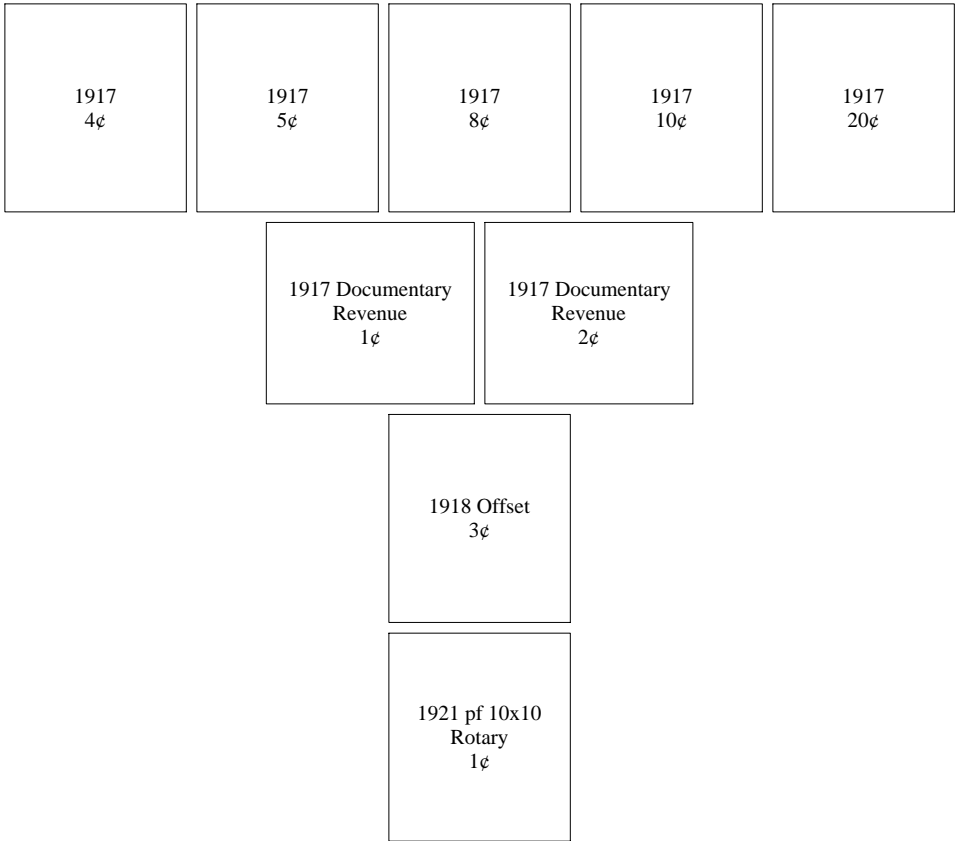 1917
4¢
1917
5¢
1917
8¢
1917
10¢
1917
20¢
1917 Documentary
Revenue
1¢
1917 Documentary
Revenue
2¢
1918 Offset
3¢
1921 pf 10x10
Rotary
1¢